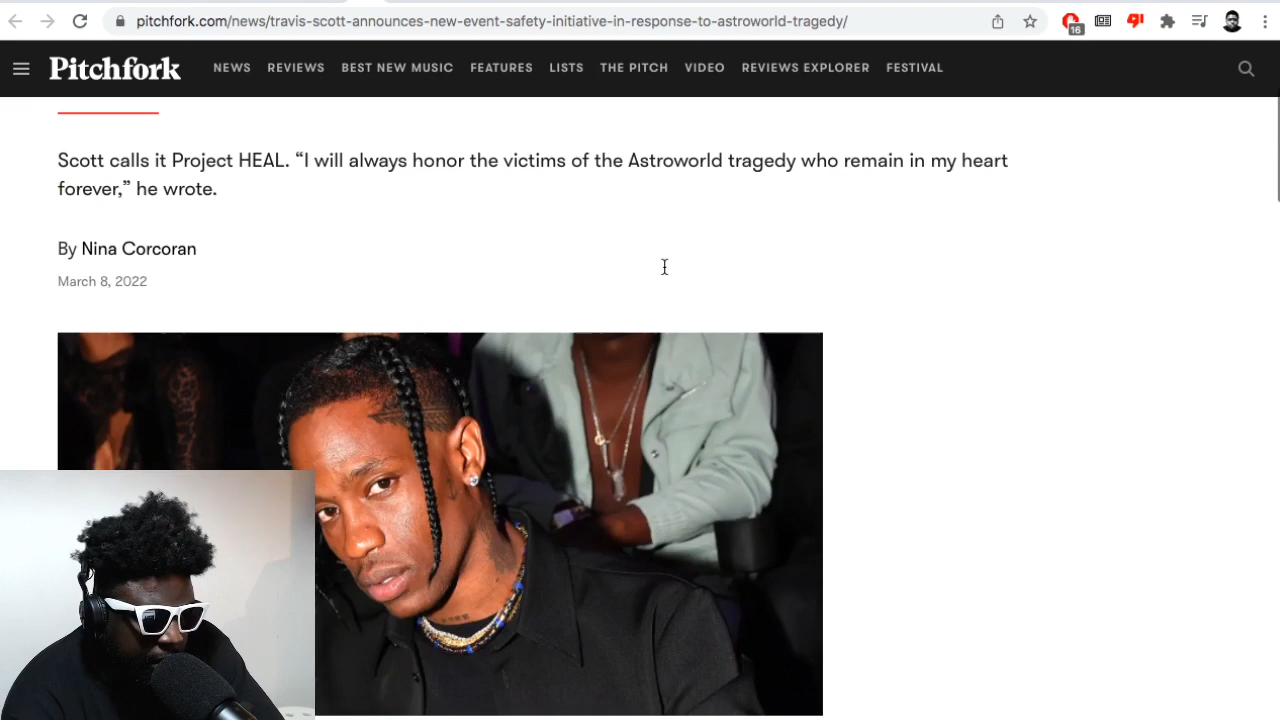 pitchfork.com/news/travis-scott-announces-new-event-safety-initiative-in-response-to-astroworld-tragedy/
16
Pitchfork NEWS REVIEWS BEST NEW MUSIC FEATURES LISTS THE PITCH VIDEO REVIEWS EXPLORER FESTIVAL
Scott calls it Project HEAL. “I will always honor the victims of the Astroworld tragedy who remain in my heart
forever,” he wrote.
By Nina Corcoran
March 8, 2022